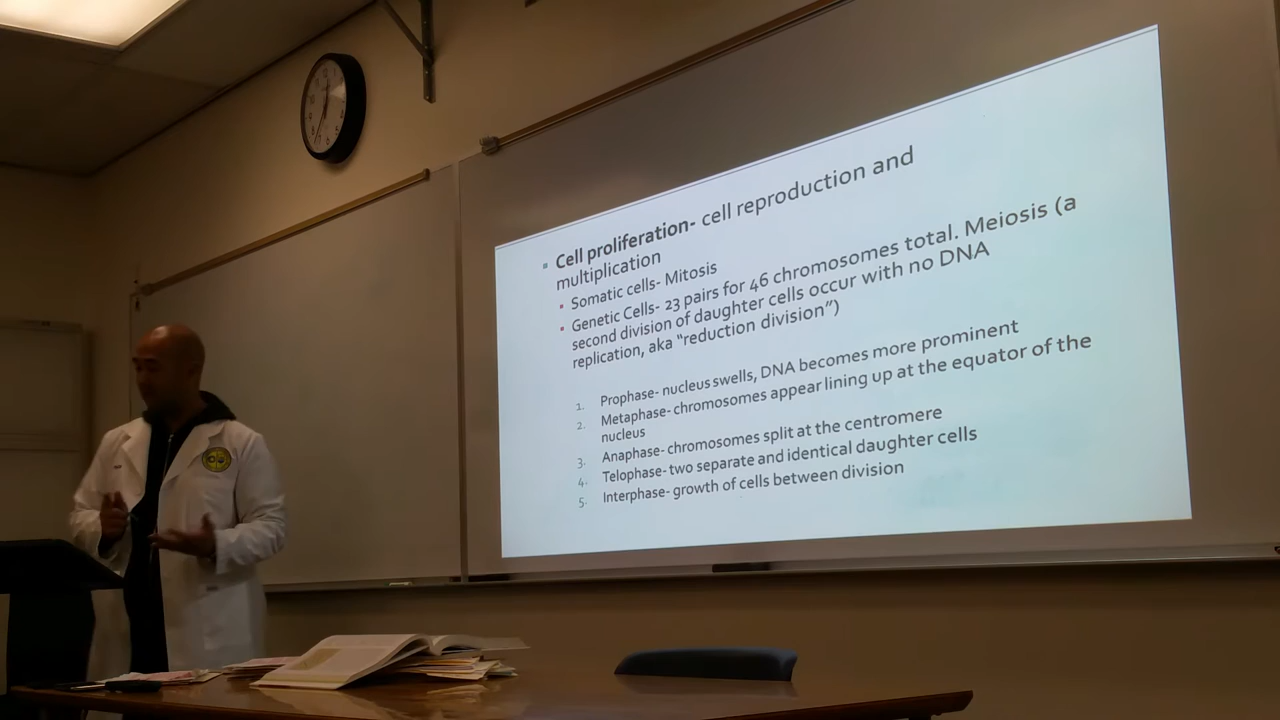 Cell proliferation- cell reproduction and
multiplication
Somatic cells- Mitosis
Genetic Cells- 23 pairs for 46 chromosomes total. Meiosis (a
second division of daughter cells occur with no DNA
replication, aka “reduction division”)
1. Prophase- nucleus swells, DNA becomes more prominent
2. Metaphase- chromosomes appear lining up at the equator of the
nucleus
3. Anaphase- chromosomes split at the centromere
4. Telophase- two separate and identical daughter cells
5. Interphase- growth of cells between division